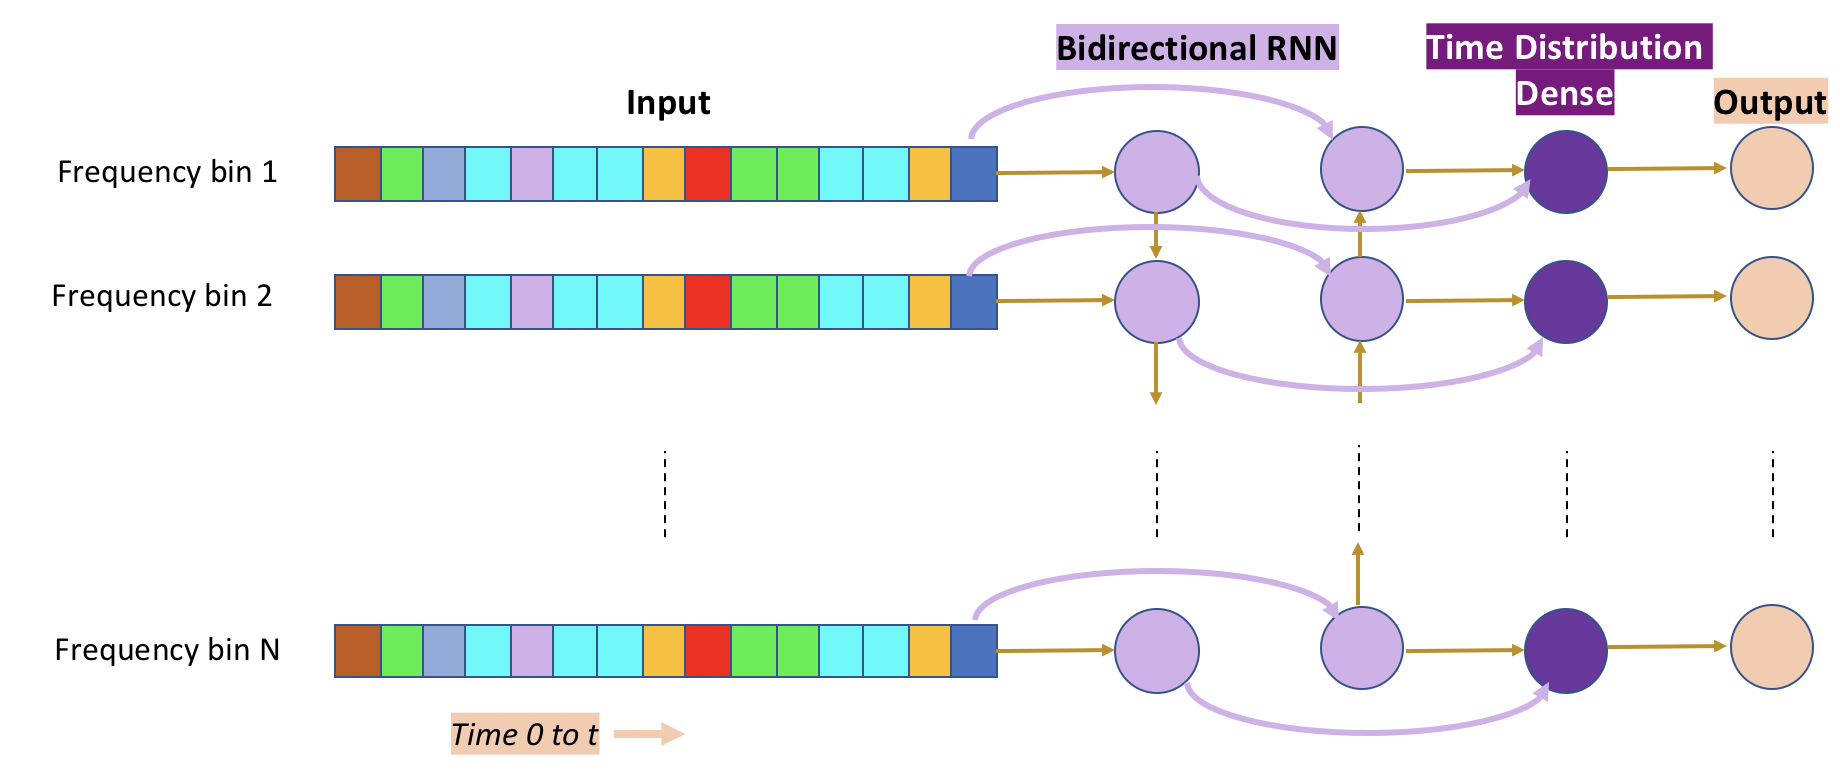 Bidirectional RNN
Time Distribution
Dense
Input
Output
Frequency bin 1
Frequency bin 2
Frequency bin N
Time 0 to t